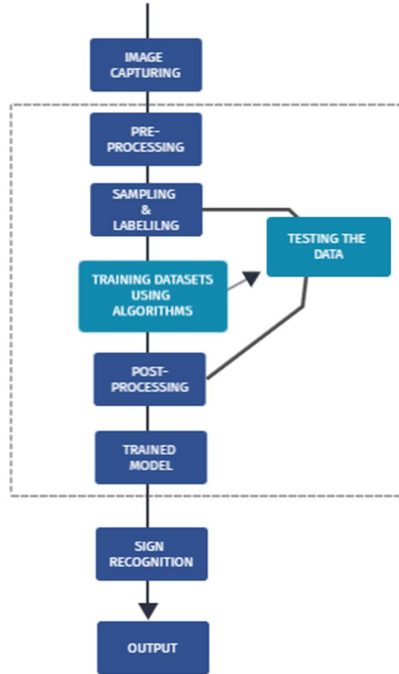 IMAGE
CAPTURING
PRE-
PROCESSING
SAMPLING
&
LABELILNG
TESTING THE
DATA
TRAINING DATASETS
USING
ALGORITHMS
POST-
PROCESSING
TRAINED
MODEL
SIGN
RECOGNITION
OUTPUT